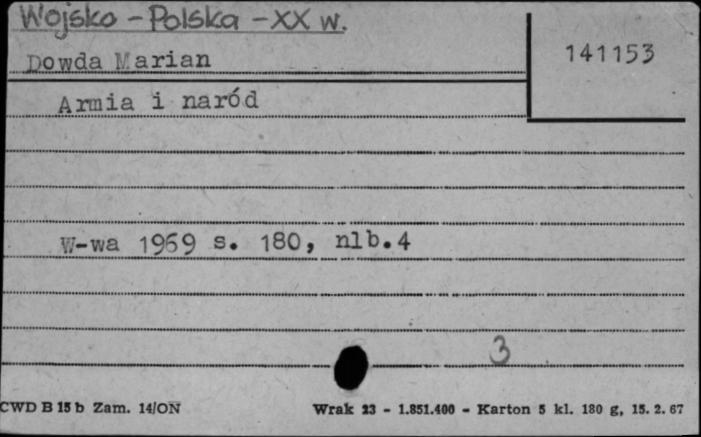 Wojsko - Polska - XX w.
141153
Dowda Marian
Armia i naród
W-wa 1969 s. 180, nlb.4
3
CWD B 15 b Zam. 14/ON Wrak 23 - 1.851.400 - Karton 5 kl. 180 g, 15. 2. 67